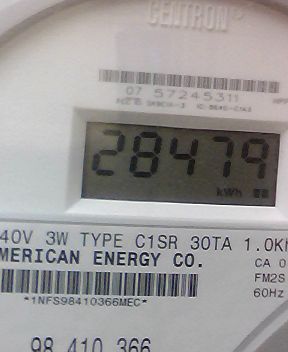 CENTRON®
07 57245311
28479
kWh
40V 3W TYPE C1SR 30TA 1.0Kh
MERICAN ENERGY CO.
CA 0
FM2S
60Hz
*1NFS98410366MEC*
98 410 366